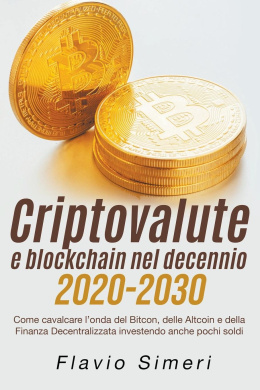 Criptovalute
e blockchain nel decennio
2020-2030
Come cavalcare l'onda del Bitcon, delle Altcoin e della
Finanza Decentralizzata investendo anche pochi soldi
Flavio Simeri